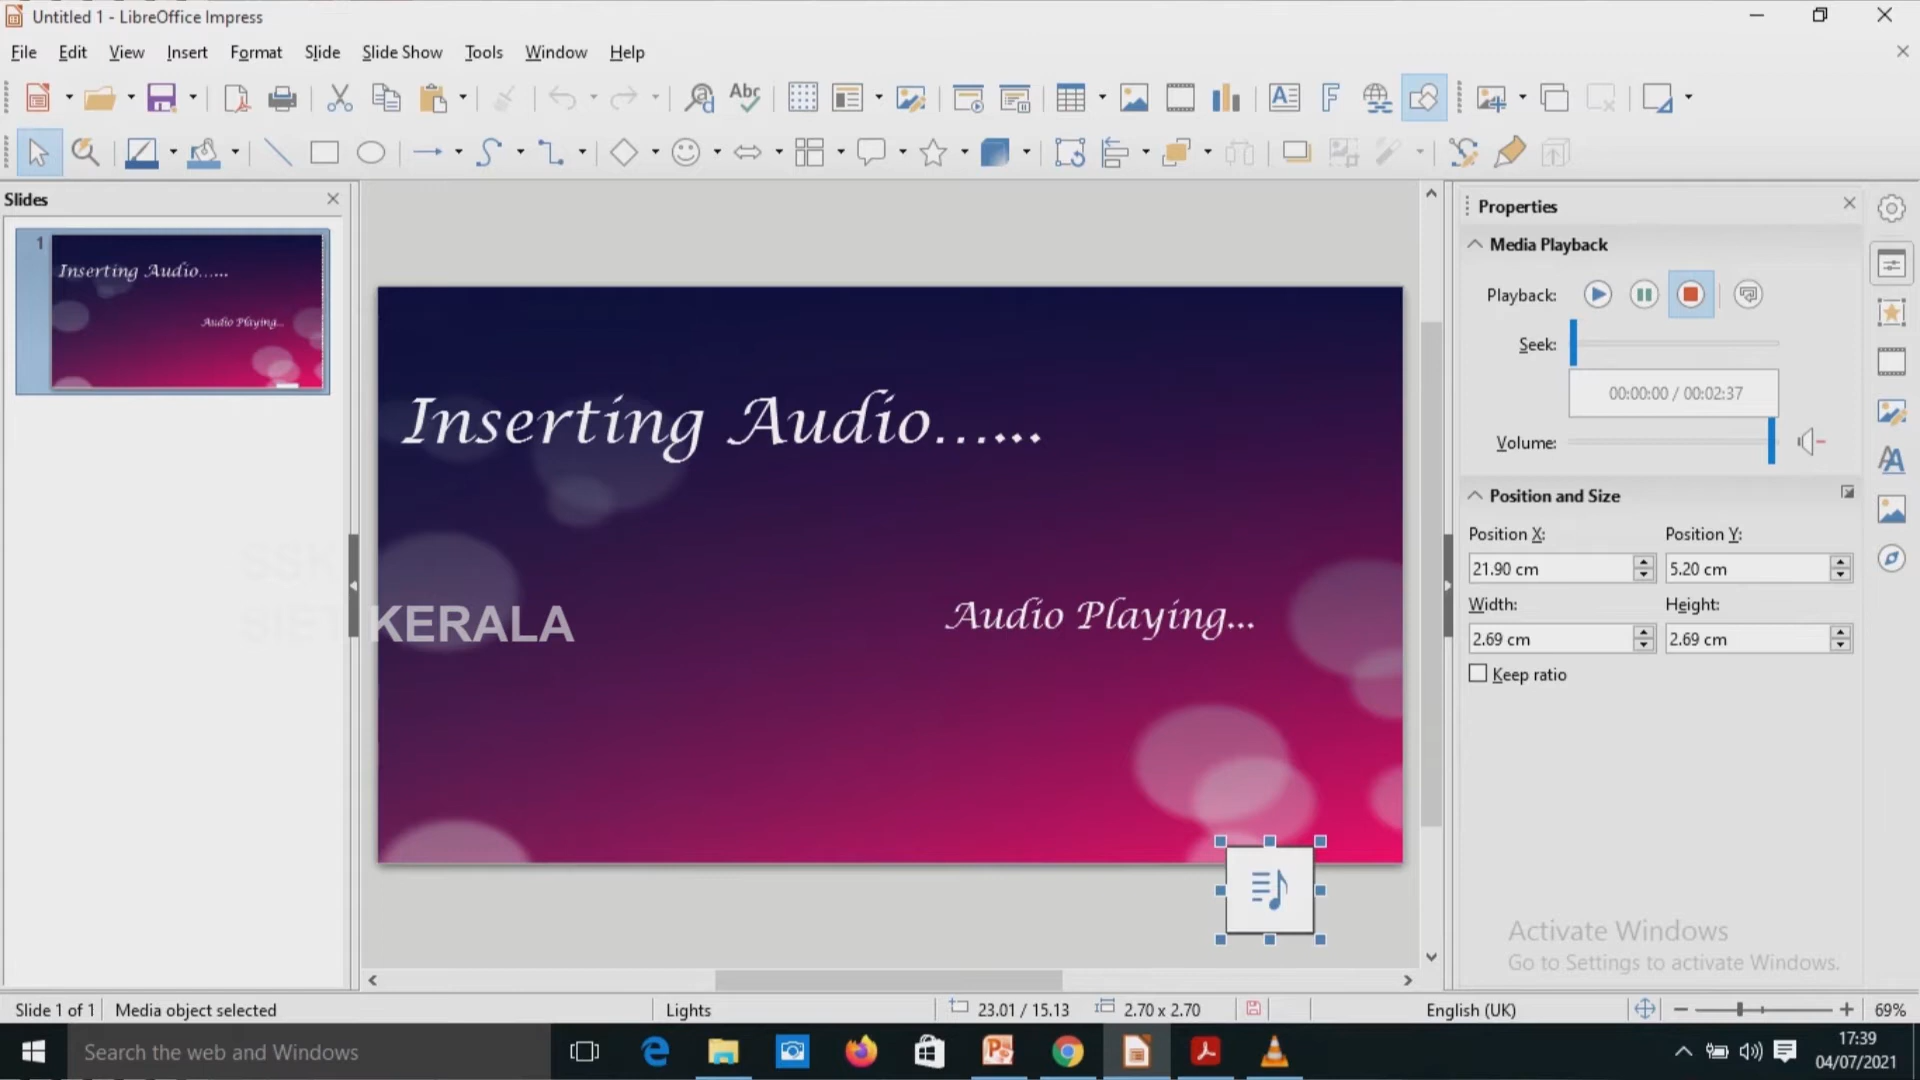 Untitled 1 - LibreOffice Impress
File Edit View Insert Format Slide Slide Show Tools Window Help
Abc
Slides
1
Inserting Audio......
Audio Playing...
Inserting Audio......
Audio Playing...
SSK
SIET KERALA
Properties
Media Playback
Playback:
Seek:
00:00:00 / 00:02:37
Volume:
Position and Size
Position X: Position Y:
21.90 cm 5.20 cm
Width: Height:
2.69 cm 2.69 cm
Keep ratio
Activate Windows
Go to Settings to activate Windows.
Slide 1 of 1 Media object selected Lights 23.01 / 15.13 2.70 x 2.70 English (UK) 69%
Search the web and Windows
17:39
04/07/2021